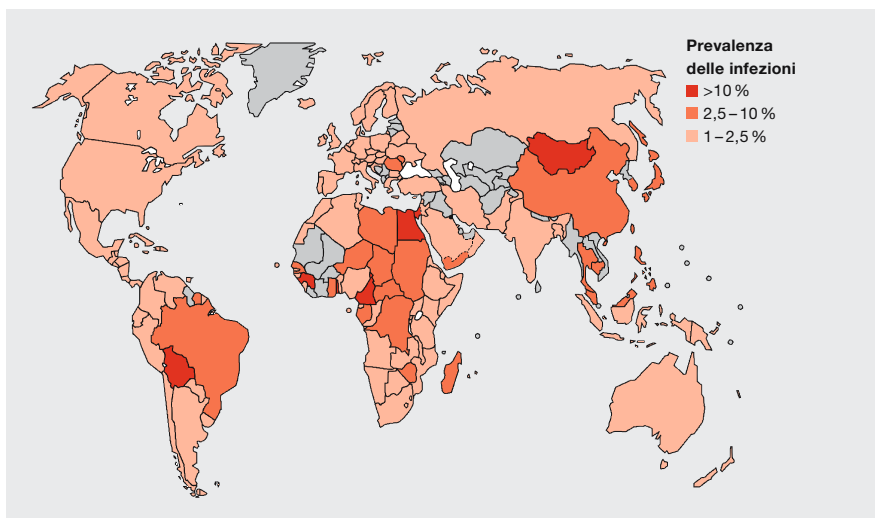 Prevalenza
delle infezioni
>10 %
2,5–10 %
1–2,5 %